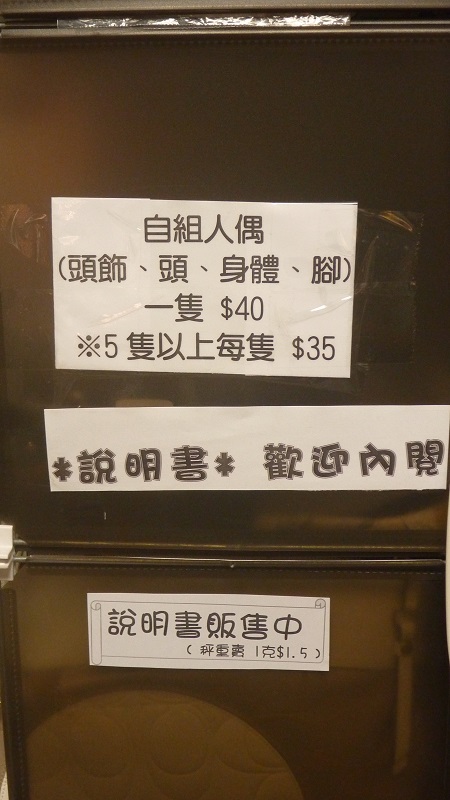 自組人偶
(頭飾、頭、身體、腳)
一隻 $40
※5隻以上每隻 $35
*說明書* 歡迎內閱
說明書販售中
(秤重賣 1克$1.5)